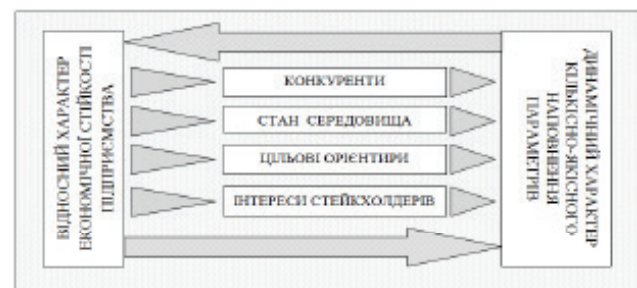 ВІДНОСНИЙ ХАРАКТЕР
ЕКОНОМІЧНОЇ СТІЙКОСТІ
ПІДПРИЄМСТВА
КОНКУРЕНТИ
СТАН СЕРЕДОВИЩА
ЦІЛЬОВІ ОРІЄНТИРИ
ІНТЕРЕСИ СТЕЙКХОЛДЕРІВ
ДИНАМІЧНИЙ ХАРАКТЕР
КІЛЬКІСНО-ЯКІСНОГО
НАПОВНЕННЯ
ПАРАМЕТРІВ